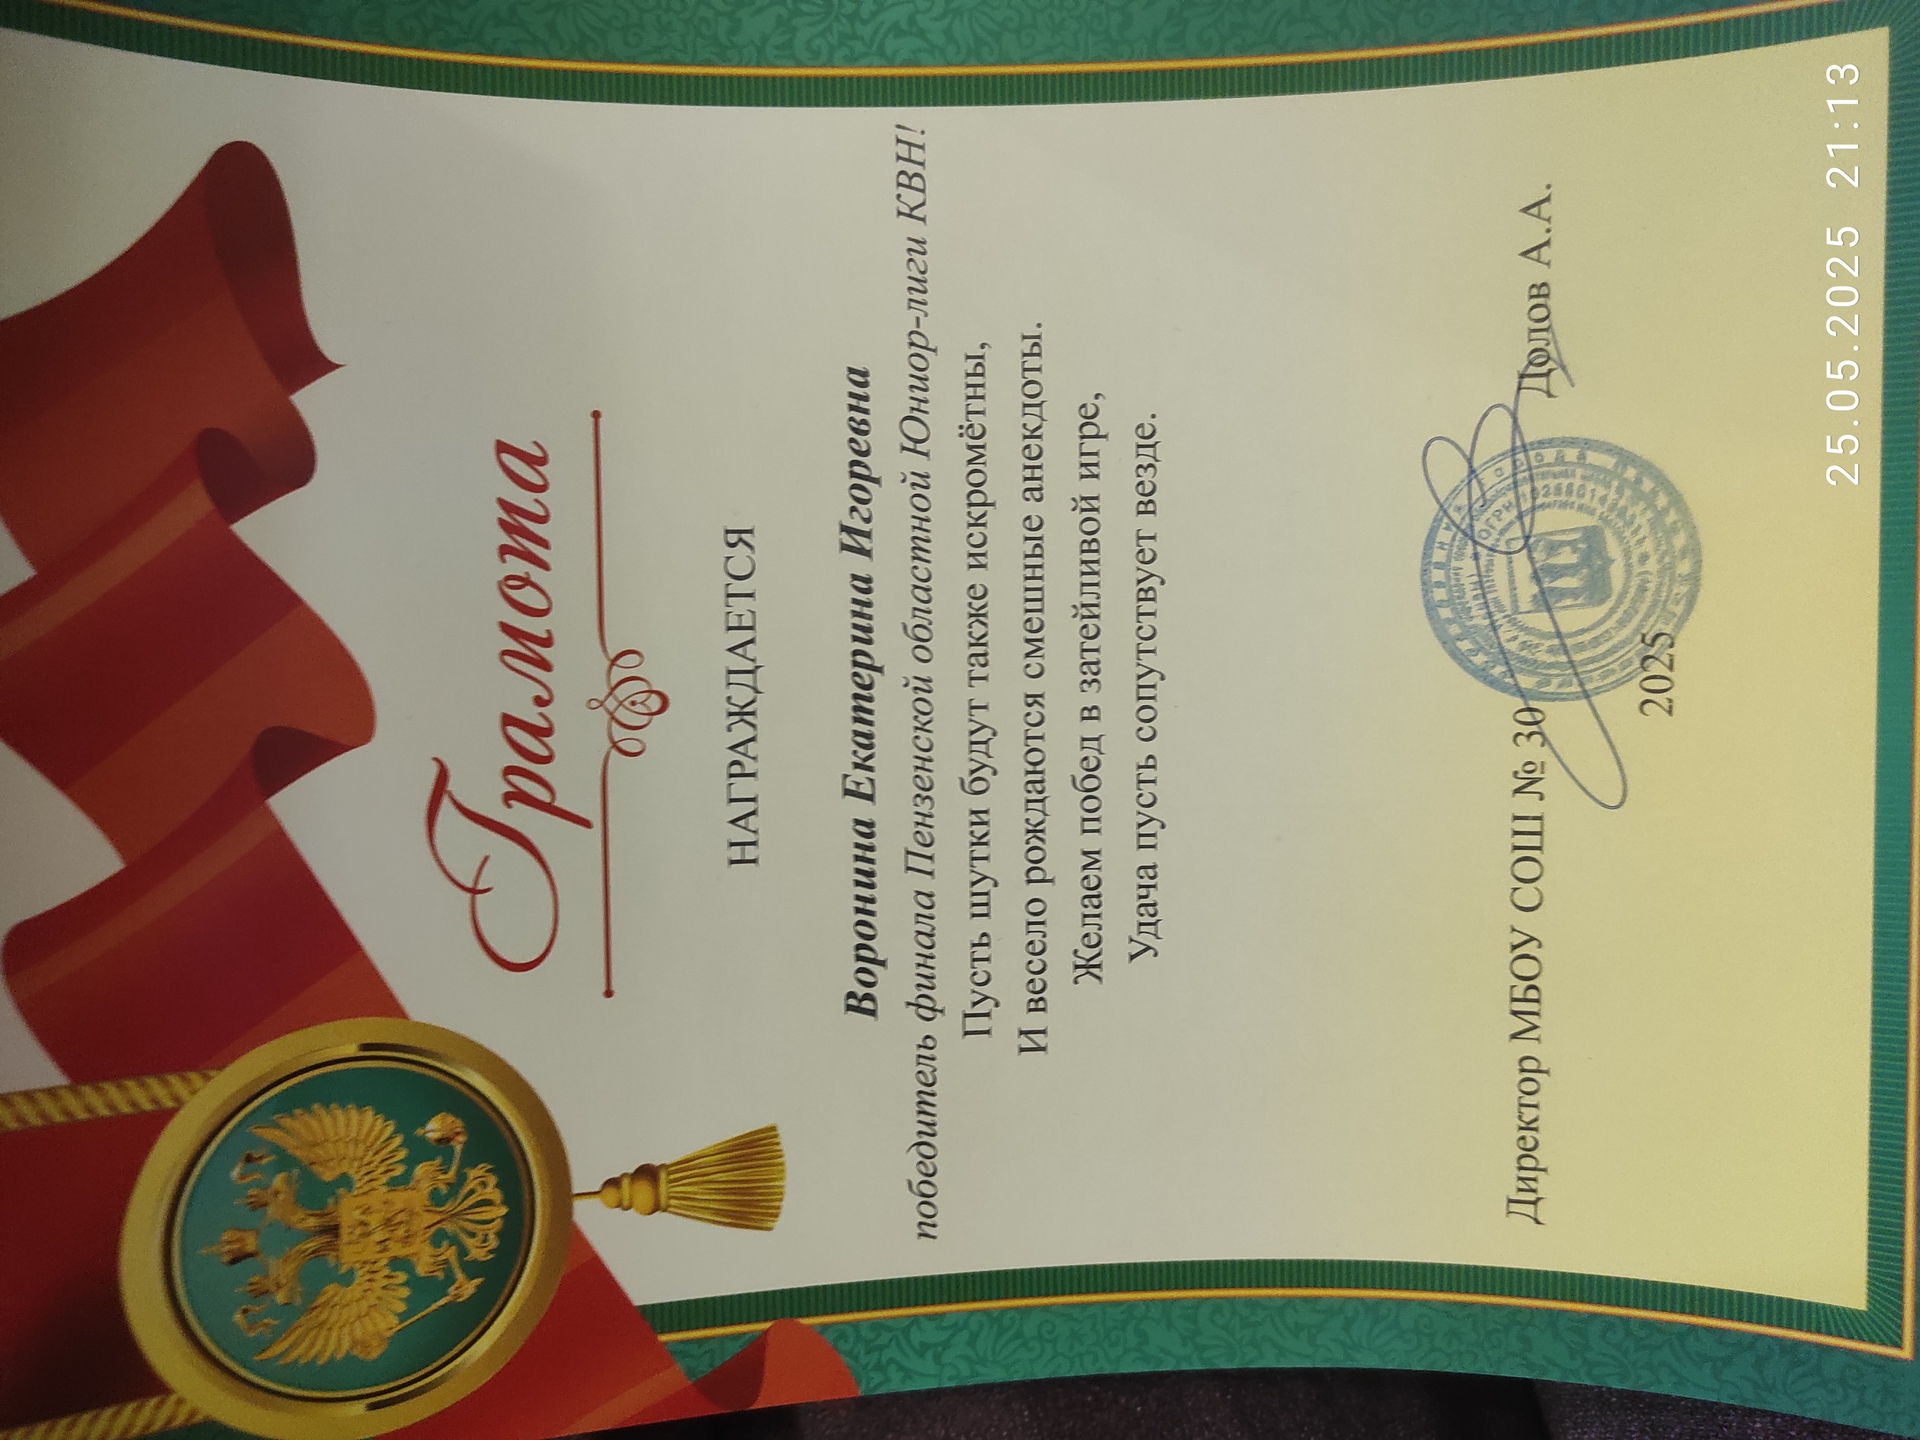 Грамота
НАГРАЖДАЕТСЯ
Воронина Екатерина Игоревна
победитель финала Пензенской областной Юниор-лиги КВН!
Пусть шутки будут также искромётны,
И весело рождаются смешные анекдоты.
Желаем побед в затейливой игре,
Удача пусть сопутствует везде.
Директор МБОУ СОШ № 30 Долов А.А.
2025
25.05.2025 21:13